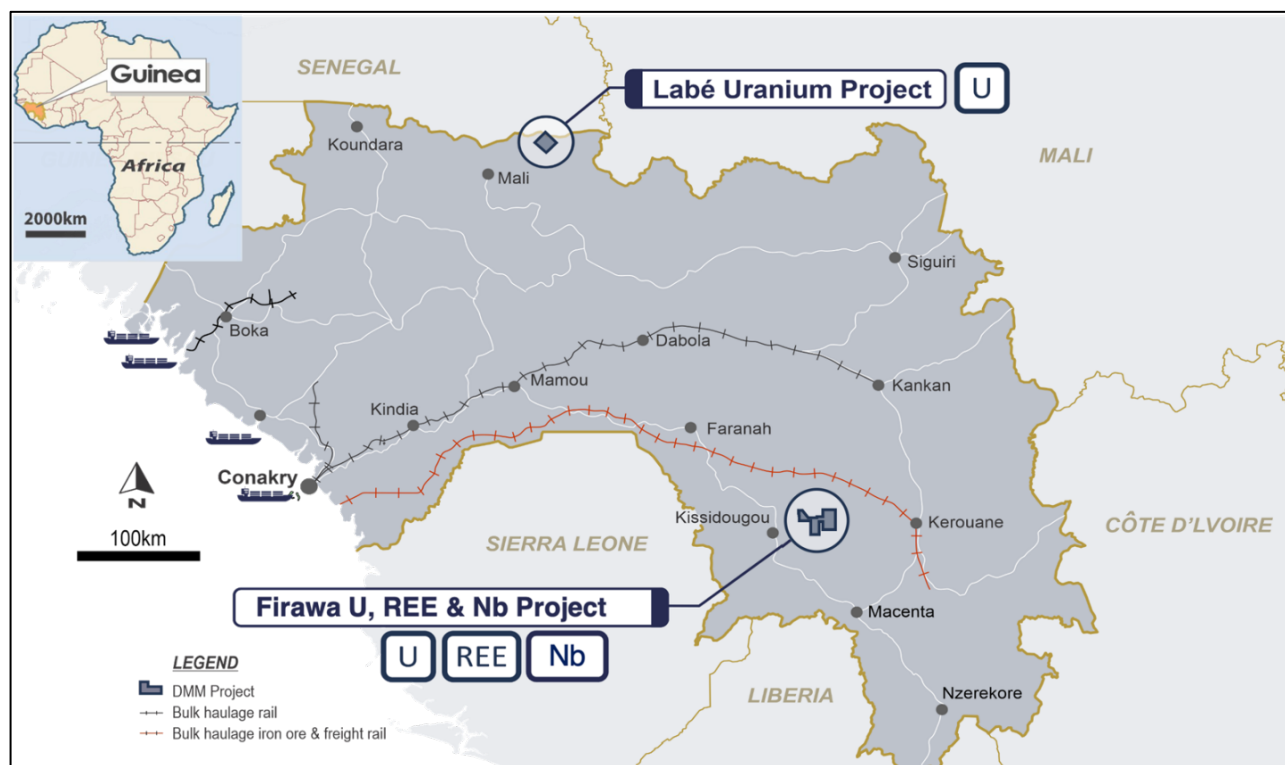 Guinea
Africa
2000km
SENEGAL
Labé Uranium Project
U
Koundara
Mali
MALI
Siguiri
Boka
Dabola
Mamou
Kankan
Kindia
Faranah
Conakry
N
100km
Kissidougou
Kerouane
SIERRA LEONE
CÔTE D’LVOIRE
Firawa U, REE & Nb Project
U
REE
Nb
Macenta
LIBERIA
Nzerekore
LEGEND
DMM Project
Bulk haulage rail
Bulk haulage iron ore & freight rail